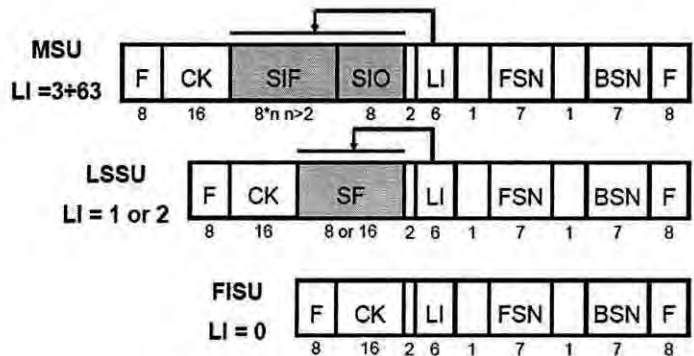 MSU
LI =3+63
F CK SIF SIO LI FSN BSN F
8 16 8*n n>2 8 2 6 1 7 1 7 8
LSSU
LI = 1 or 2
F CK SF LI FSN BSN F
8 16 8 or 16 2 6 1 7 1 7 8
FISU
LI = 0
F CK LI FSN BSN F
8 16 2 6 1 7 1 7 8